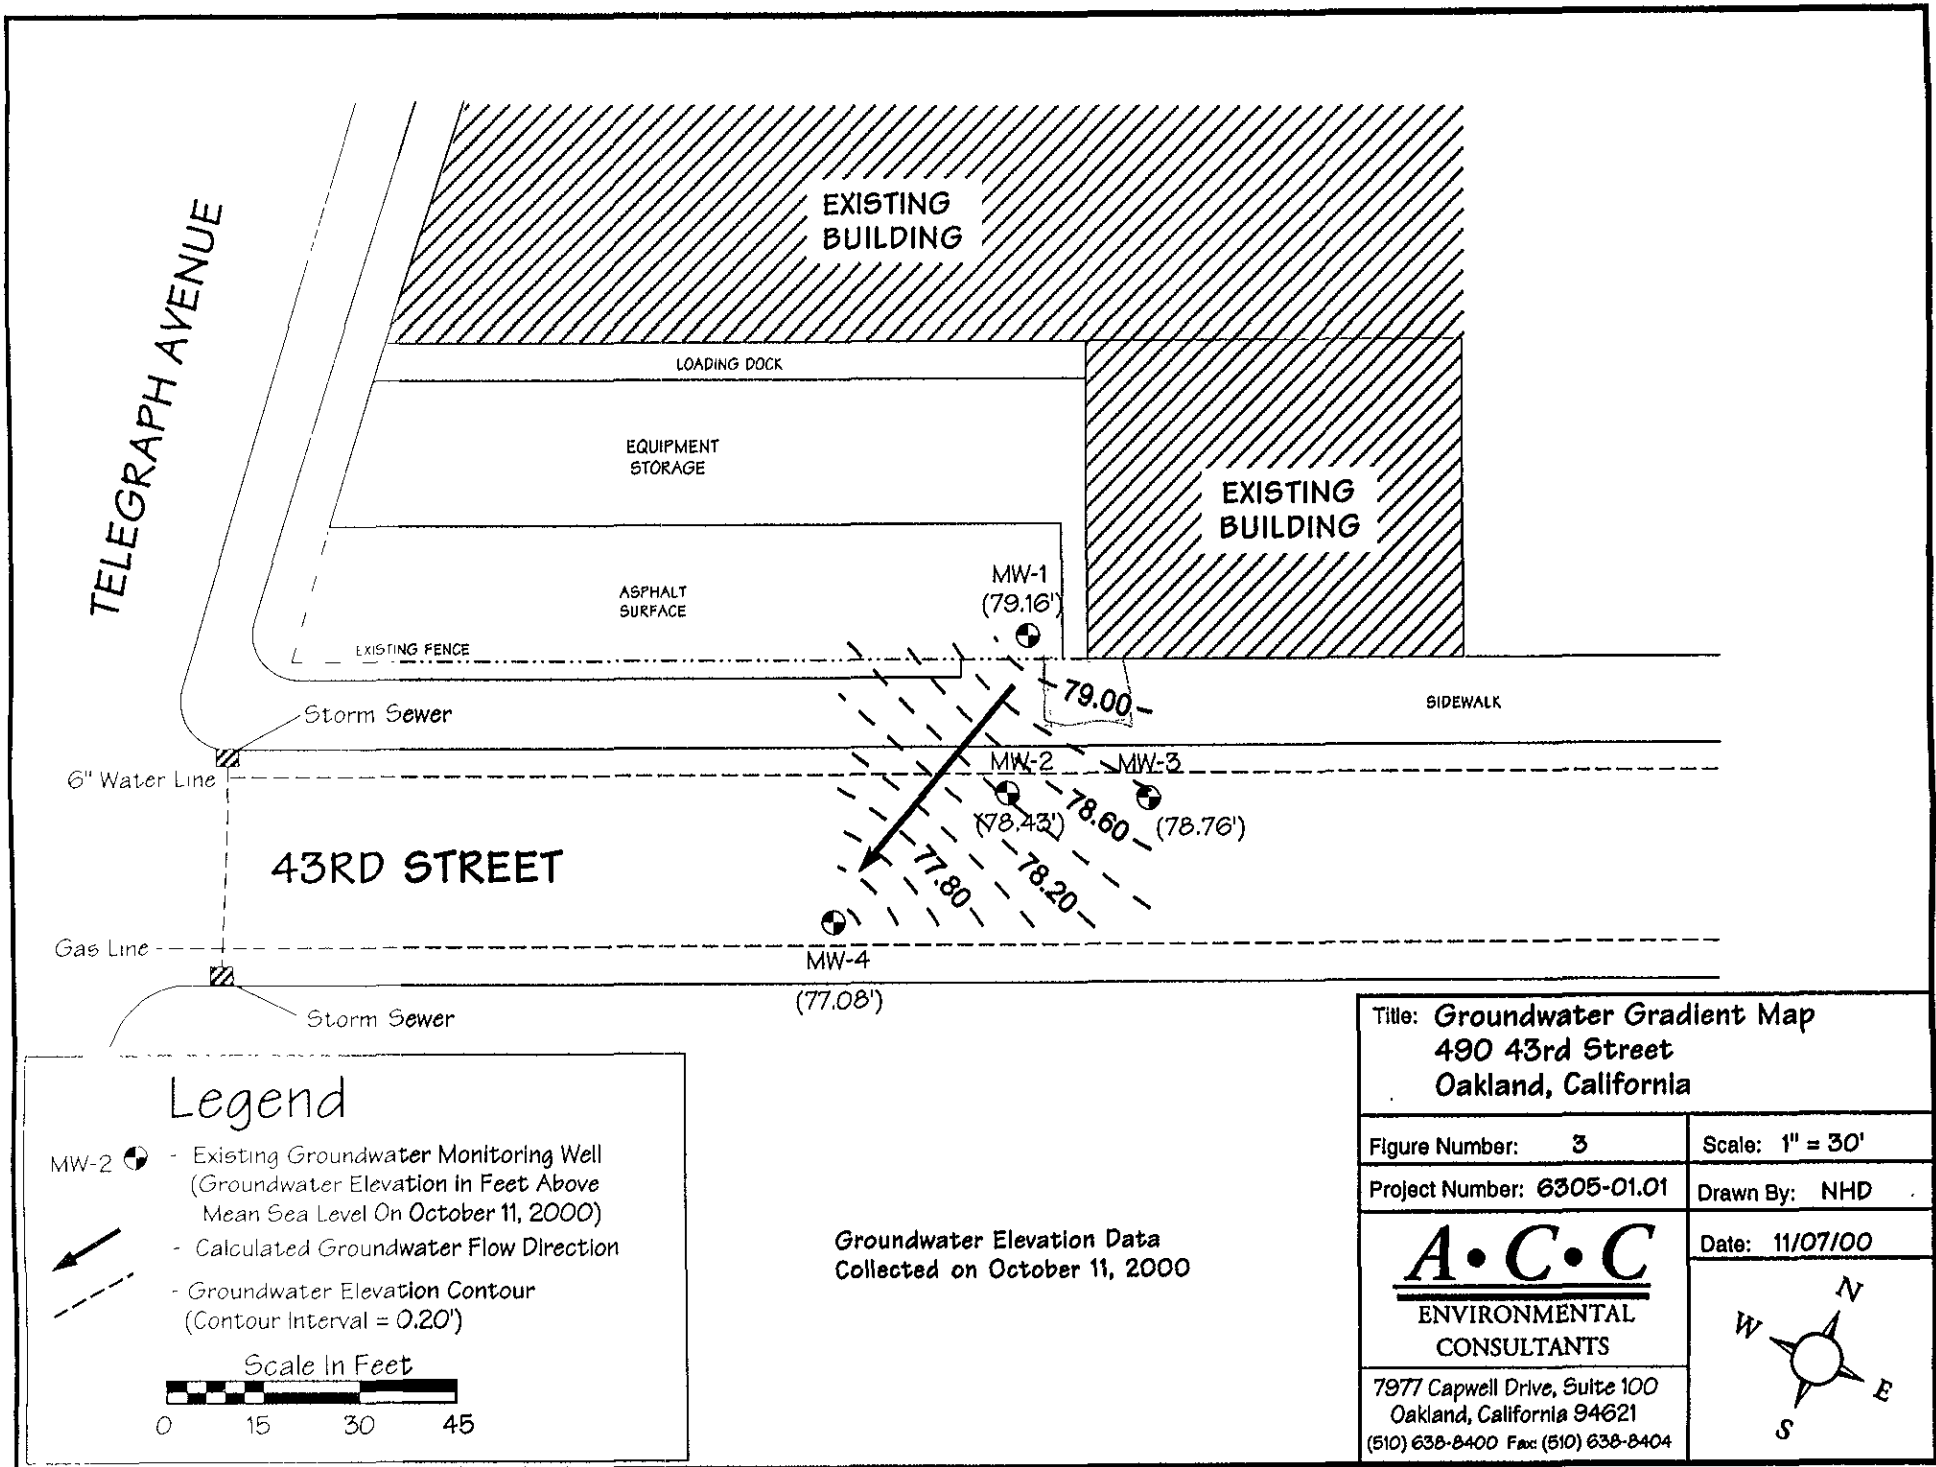 TELEGRAPH AVENUE
EXISTING
BUILDING
LOADING DOCK
EQUIPMENT
STORAGE
EXISTING
BUILDING
ASPHALT
SURFACE
MW-1
(79.16')
EXISTING FENCE
79.00
SIDEWALK
Storm Sewer
6" Water Line
MW-2
(78.43')
MW-3
(78.76')
78.60
78.20
77.80
43RD STREET
Gas Line
MW-4
(77.08')
Storm Sewer
Legend
MW-2 - Existing Groundwater Monitoring Well
(Groundwater Elevation in Feet Above
Mean Sea Level On October 11, 2000)
- Calculated Groundwater Flow Direction
- Groundwater Elevation Contour
(Contour Interval = 0.20')
Scale In Feet
0 15 30 45
Groundwater Elevation Data
Collected on October 11, 2000
Title: Groundwater Gradient Map
490 43rd Street
Oakland, California
Figure Number: 3
Scale: 1" = 30'
Project Number: 6305-01.01
Drawn By: NHD
A•C•C
ENVIRONMENTAL
CONSULTANTS
Date: 11/07/00
7977 Capwell Drive, Suite 100
Oakland, California 94621
(510) 638-8400 Fax: (510) 638-8404
N
W
E
S